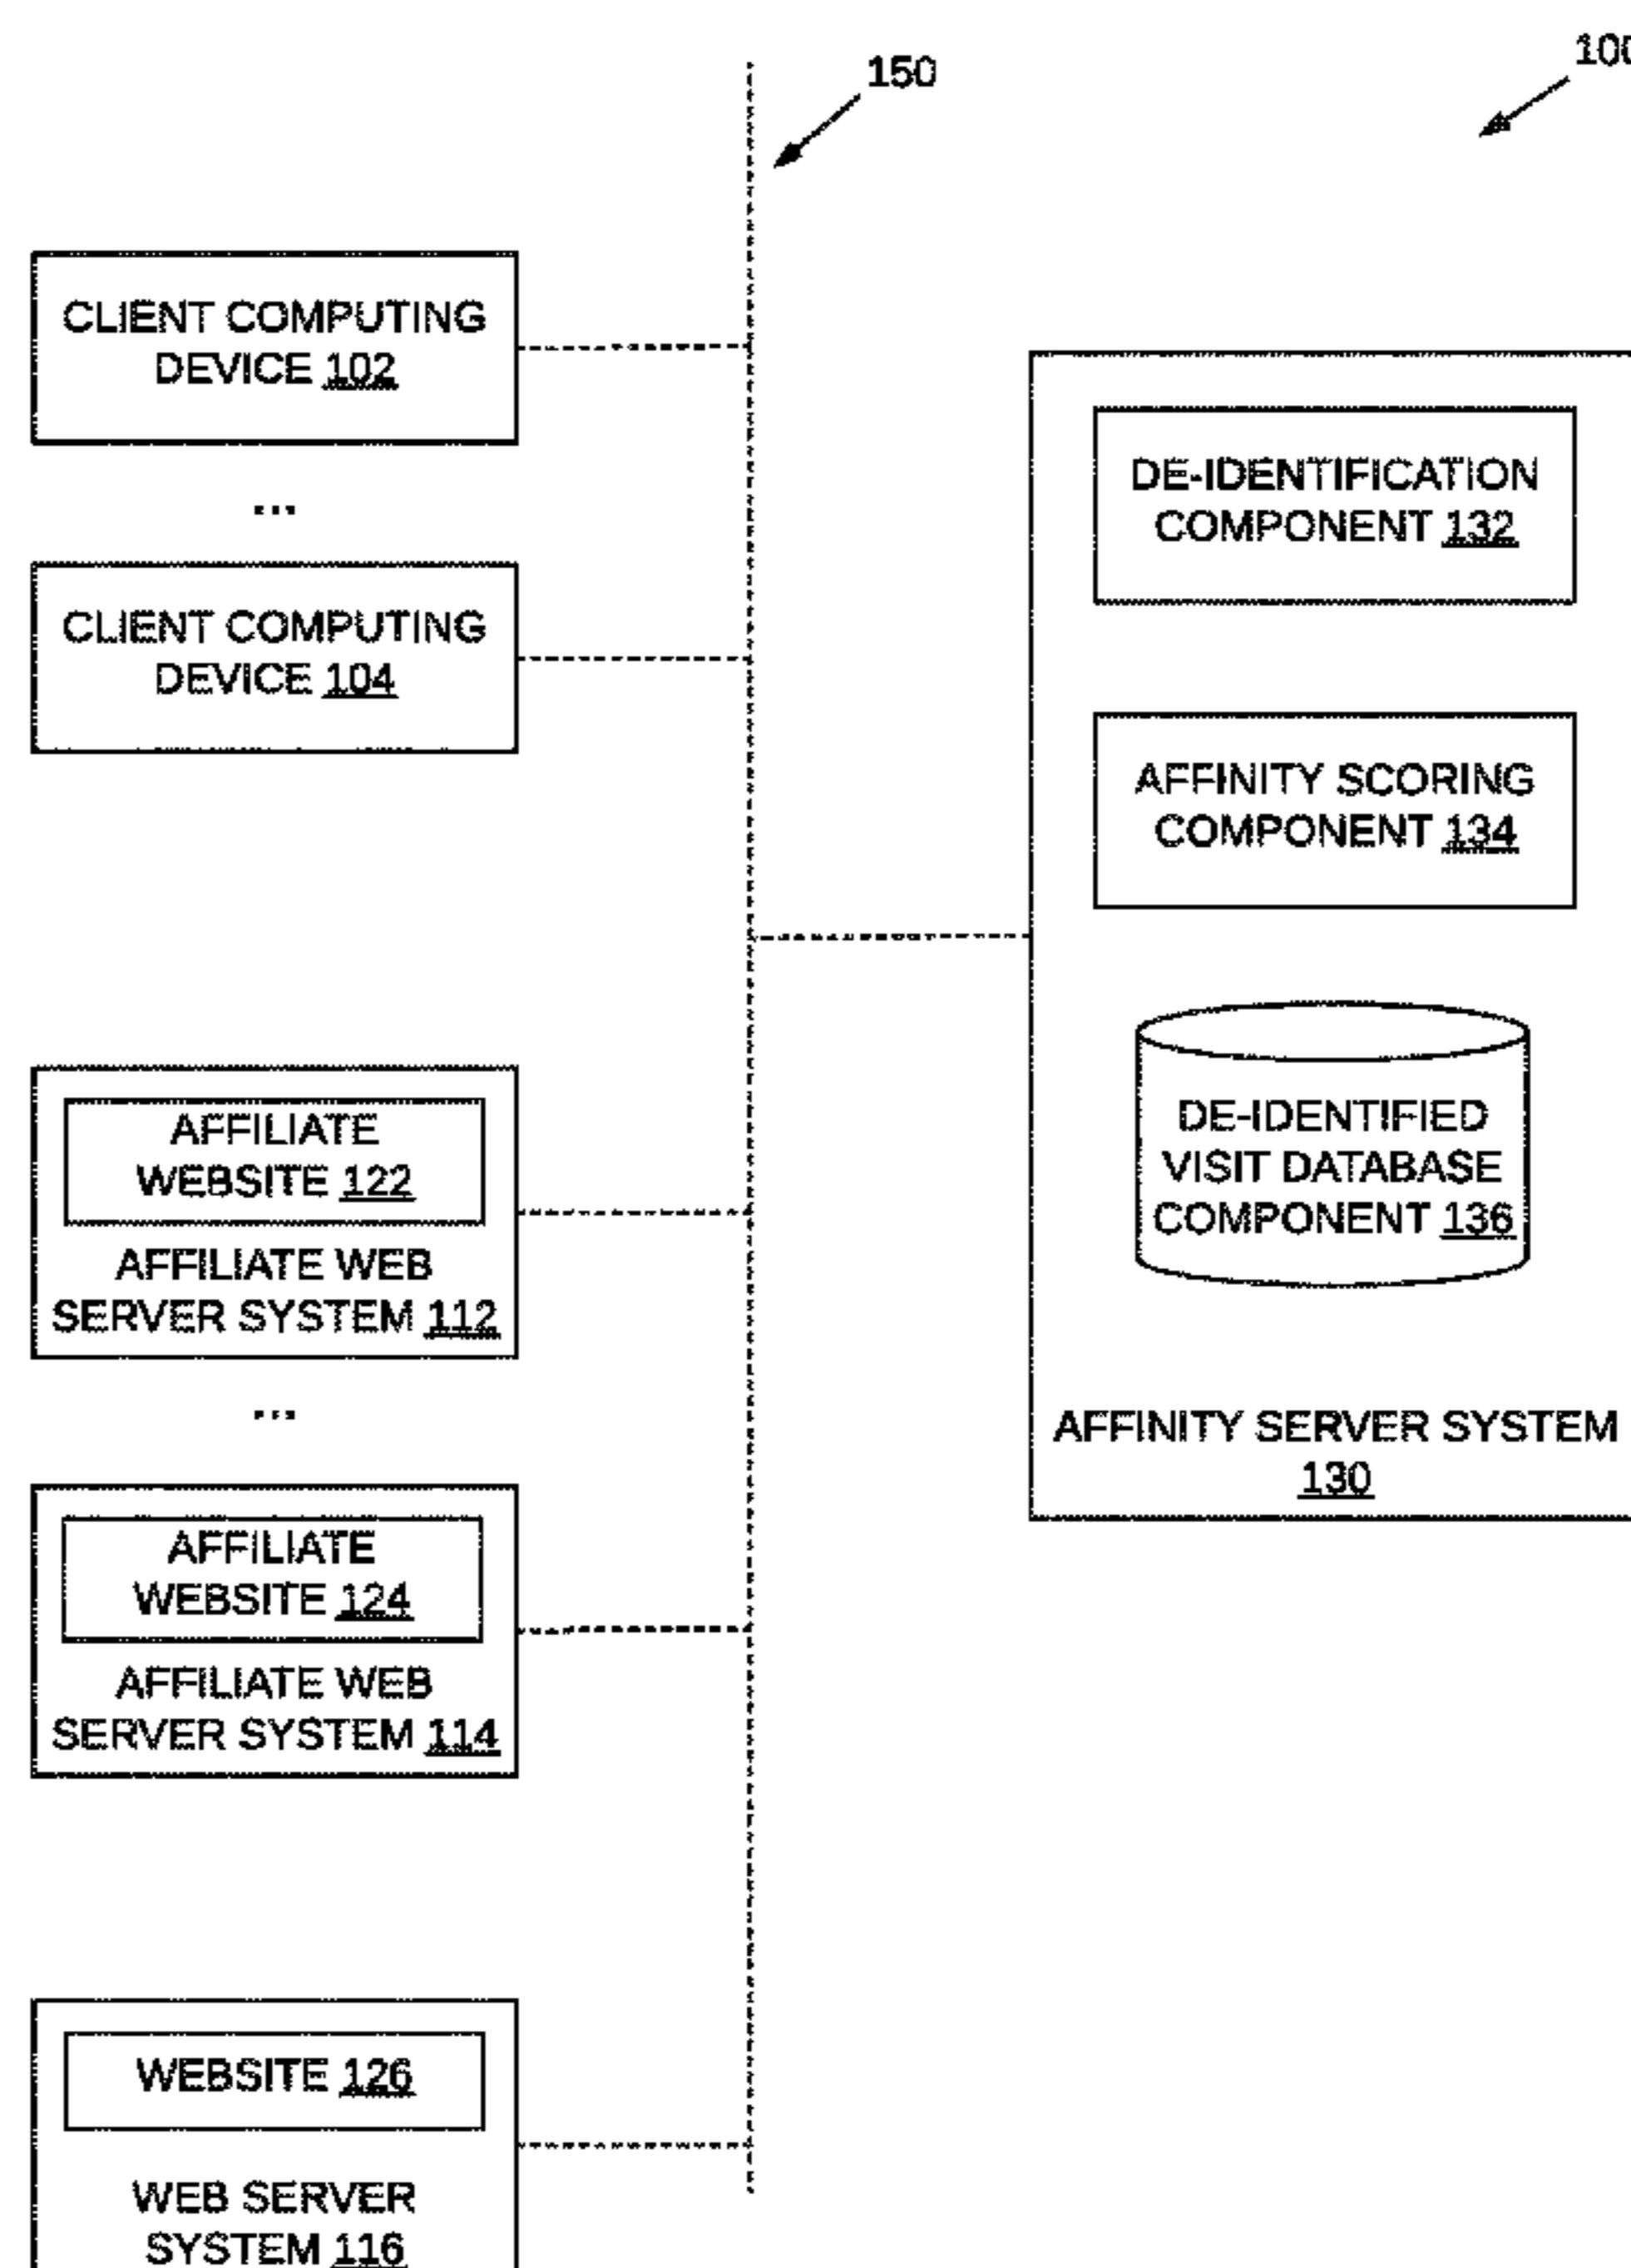 150
100
CLIENT COMPUTING
DEVICE 102
...
CLIENT COMPUTING
DEVICE 104
AFFILIATE
WEBSITE 122
AFFILIATE WEB
SERVER SYSTEM 112
...
AFFILIATE
WEBSITE 124
AFFILIATE WEB
SERVER SYSTEM 114
WEBSITE 126
WEB SERVER
SYSTEM 116
DE-IDENTIFICATION
COMPONENT 132
AFFINITY SCORING
COMPONENT 134
DE-IDENTIFIED
VISIT DATABASE
COMPONENT 136
AFFINITY SERVER SYSTEM
130